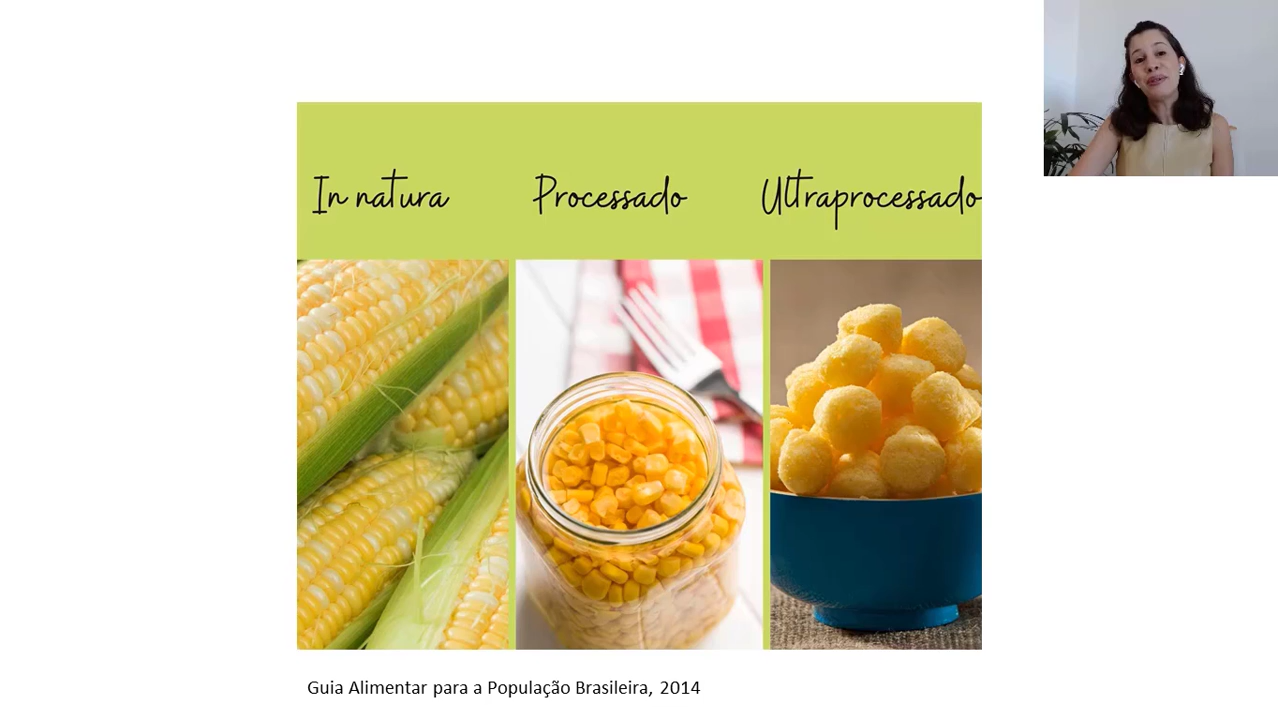 In natura Processado Ultraprocessado
Guia Alimentar para a População Brasileira, 2014